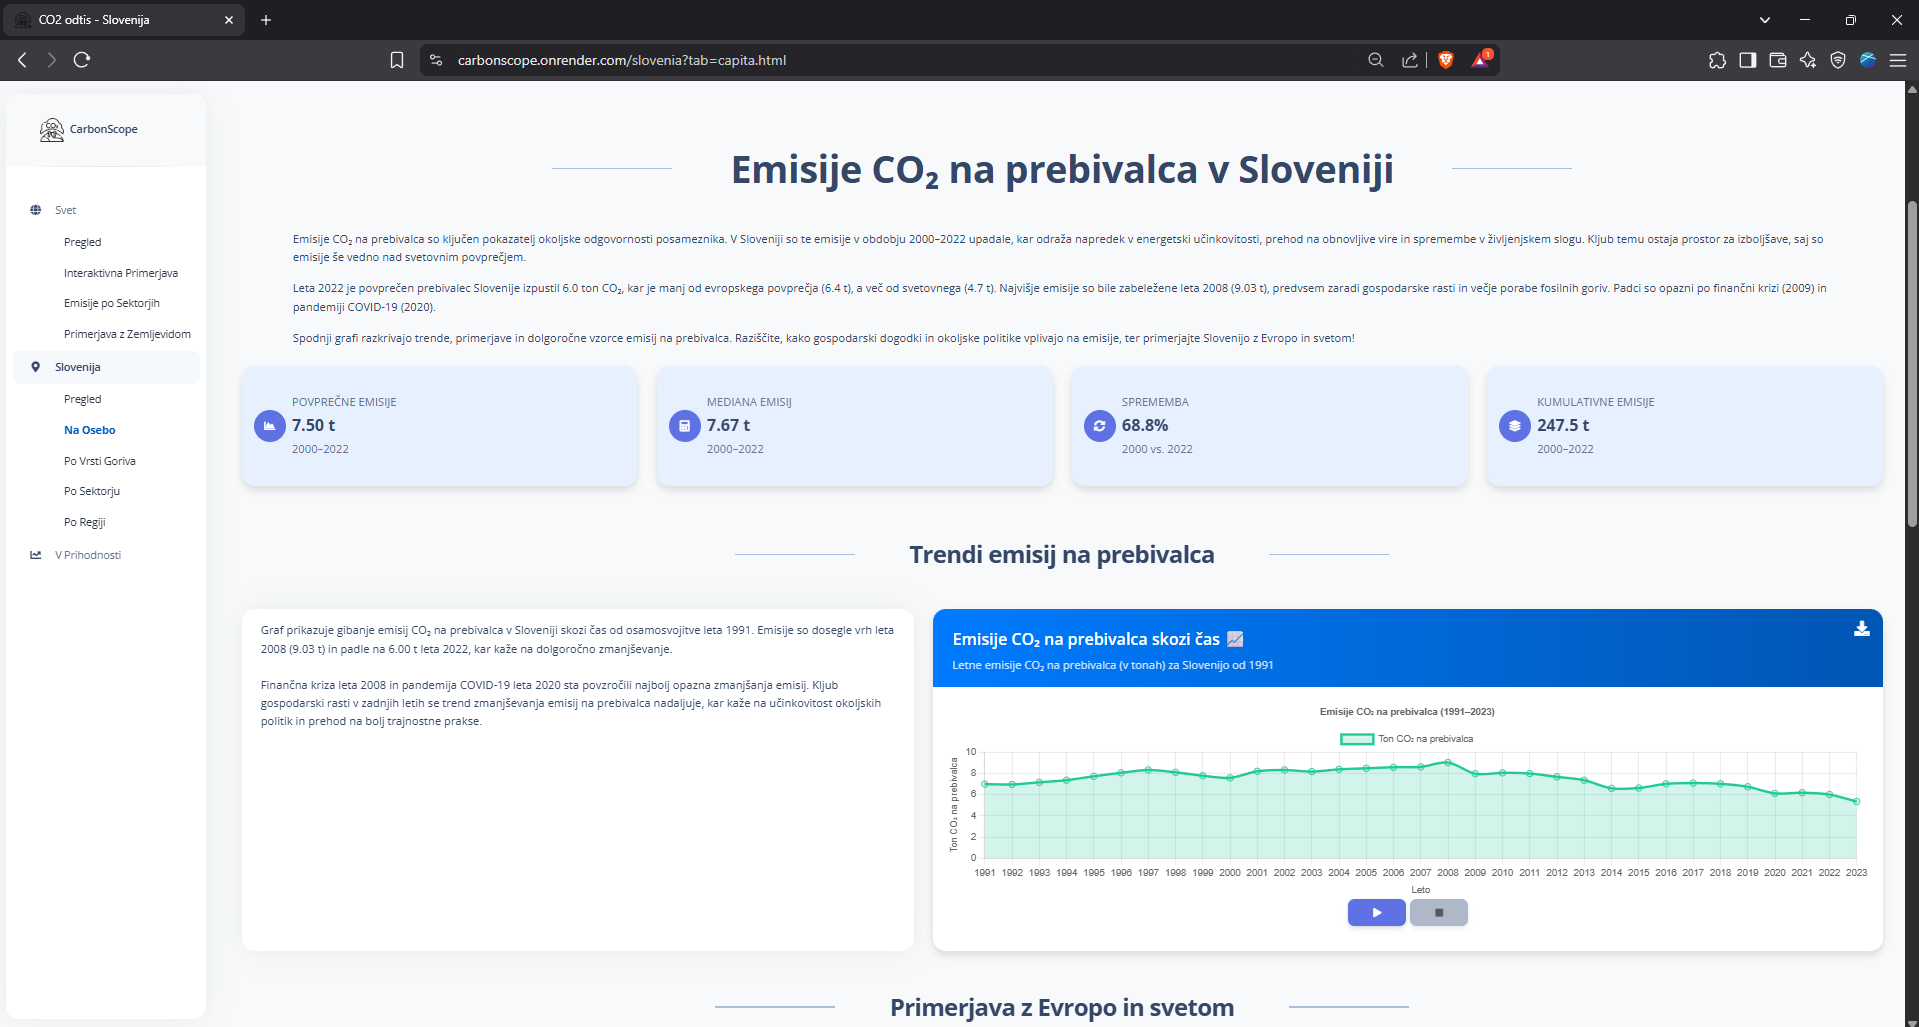 CO2 odtis - Slovenija
carbonscope.onrender.com/slovenia?tab=capita.html
1
CarbonScope
Svet
Pregled
Interaktivna Primerjava
Emisije po Sektorjih
Primerjava z Zemljevidom
Slovenija
Pregled
Na Osebo
Po Vrsti Goriva
Po Sektorju
Po Regiji
V Prihodnosti
Emisije CO₂ na prebivalca v Sloveniji
Emisije CO₂ na prebivalca so ključen pokazatelj okoljske odgovornosti posameznika. V Sloveniji so te emisije v obdobju 2000–2022 upadale, kar odraža napredek v energetski učinkovitosti, prehod na obnovljive vire in spremembe v življenjskem slogu. Kljub temu ostaja prostor za izboljšave, saj so
emisije še vedno nad svetovnim povprečjem.
Leta 2022 je povprečen prebivalec Slovenije izpustil 6.0 ton CO₂, kar je manj od evropskega povprečja (6.4 t), a več od svetovnega (4.7 t). Najvišje emisije so bile zabeležene leta 2008 (9.03 t), predvsem zaradi gospodarske rasti in večje porabe fosilnih goriv. Padci so opazni po finančni krizi (2009) in
pandemiji COVID-19 (2020).
Spodnji grafi razkrivajo trende, primerjave in dolgoročne vzorce emisij na prebivalca. Raziščite, kako gospodarski dogodki in okoljske politike vplivajo na emisije, ter primerjajte Slovenijo z Evropo in svetom!
POVPREČNE EMISIJE
7.50 t
2000–2022
MEDIANA EMISIJ
7.67 t
2000–2022
SPREMEMBA
68.8%
2000 vs. 2022
KUMULATIVNE EMISIJE
247.5 t
2000–2022
Trendi emisij na prebivalca
Graf prikazuje gibanje emisij CO₂ na prebivalca v Sloveniji skozi čas od osamosvojitve leta 1991. Emisije so dosegle vrh leta
2008 (9.03 t) in padle na 6.00 t leta 2022, kar kaže na dolgoročno zmanjševanje.
Finančna kriza leta 2008 in pandemija COVID-19 leta 2020 sta povzročili najbolj opazna zmanjšanja emisij. Kljub
gospodarski rasti v zadnjih letih se trend zmanjševanja emisij na prebivalca nadaljuje, kar kaže na učinkovitost okoljskih
politik in prehod na bolj trajnostne prakse.
Emisije CO₂ na prebivalca skozi čas 📈
Letne emisije CO₂ na prebivalca (v tonah) za Slovenijo od 1991
Emisije CO₂ na prebivalca (1991–2023)
Ton CO₂ na prebivalca
Ton CO₂ na prebivalca
10
8
6
4
2
0
1991 1992 1993 1994 1995 1996 1997 1998 1999 2000 2001 2002 2003 2004 2005 2006 2007 2008 2009 2010 2011 2012 2013 2014 2015 2016 2017 2018 2019 2020 2021 2022 2023
Leto
Primerjava z Evropo in svetom